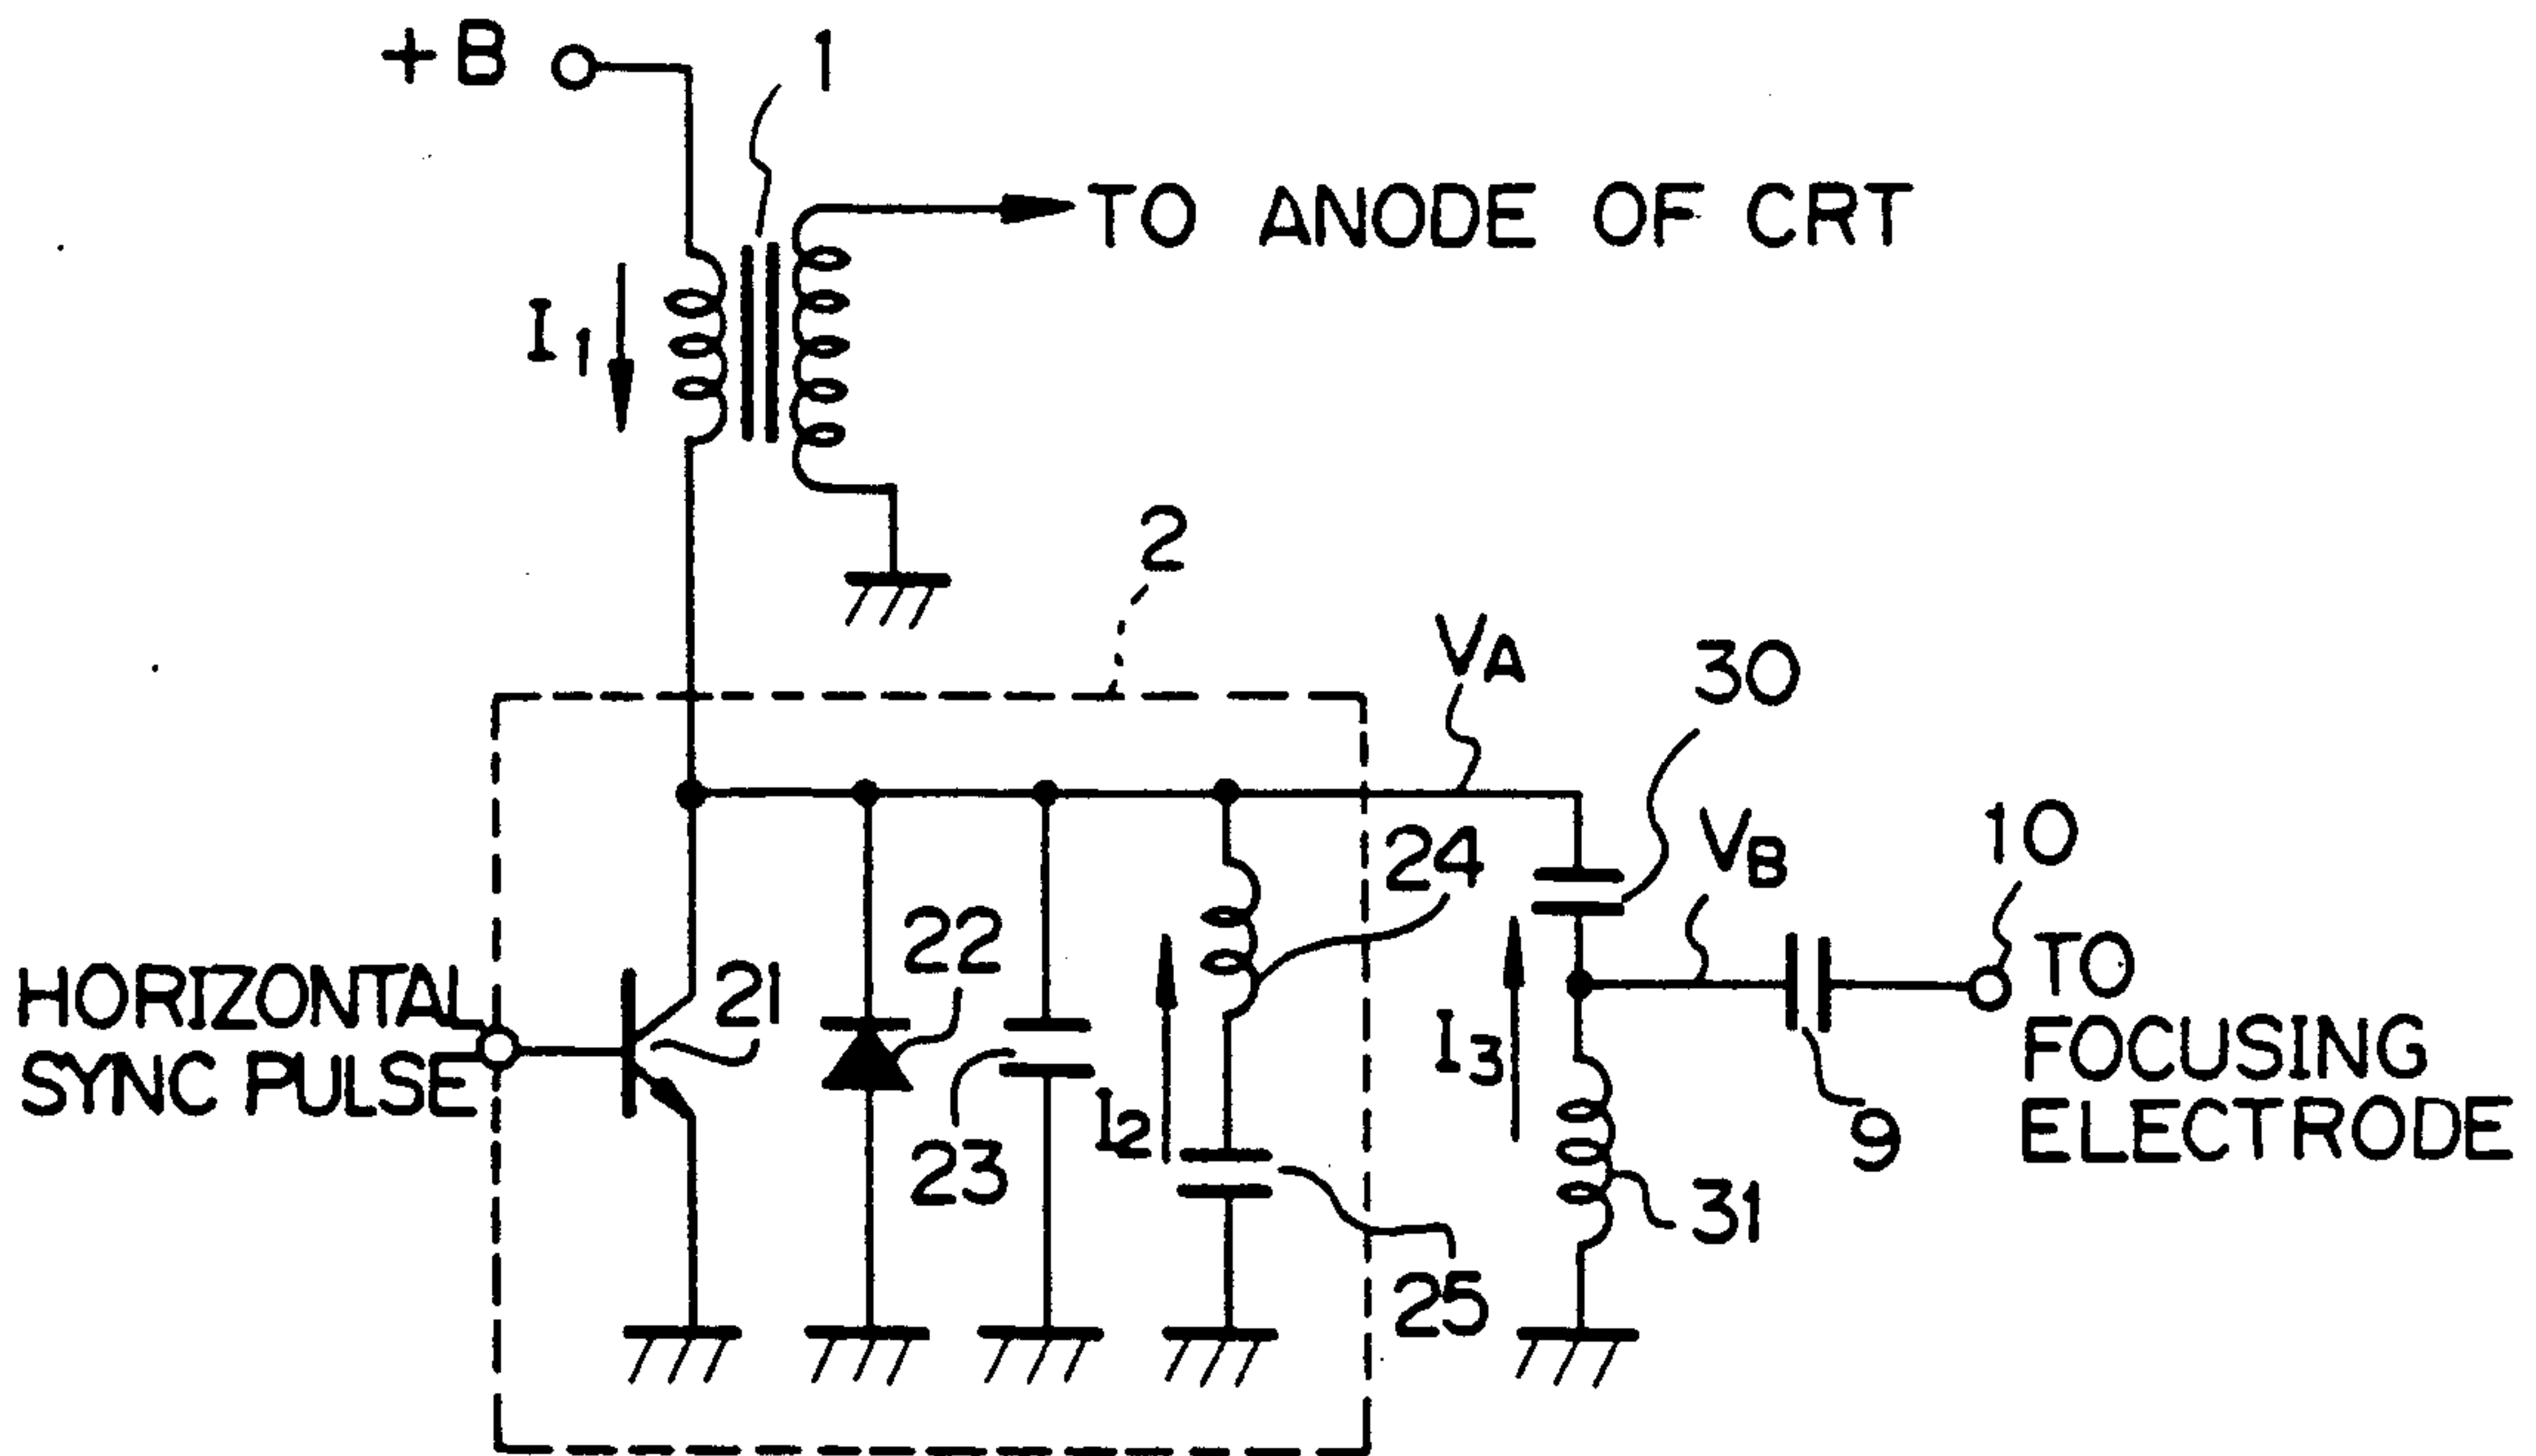 +B
1
TO ANODE OF CRT
I1
2
VA
30
VB
10
24
22
21
HORIZONTAL
SYNC PULSE
23
I2
I3
TO
FOCUSING
ELECTRODE
9
31
25